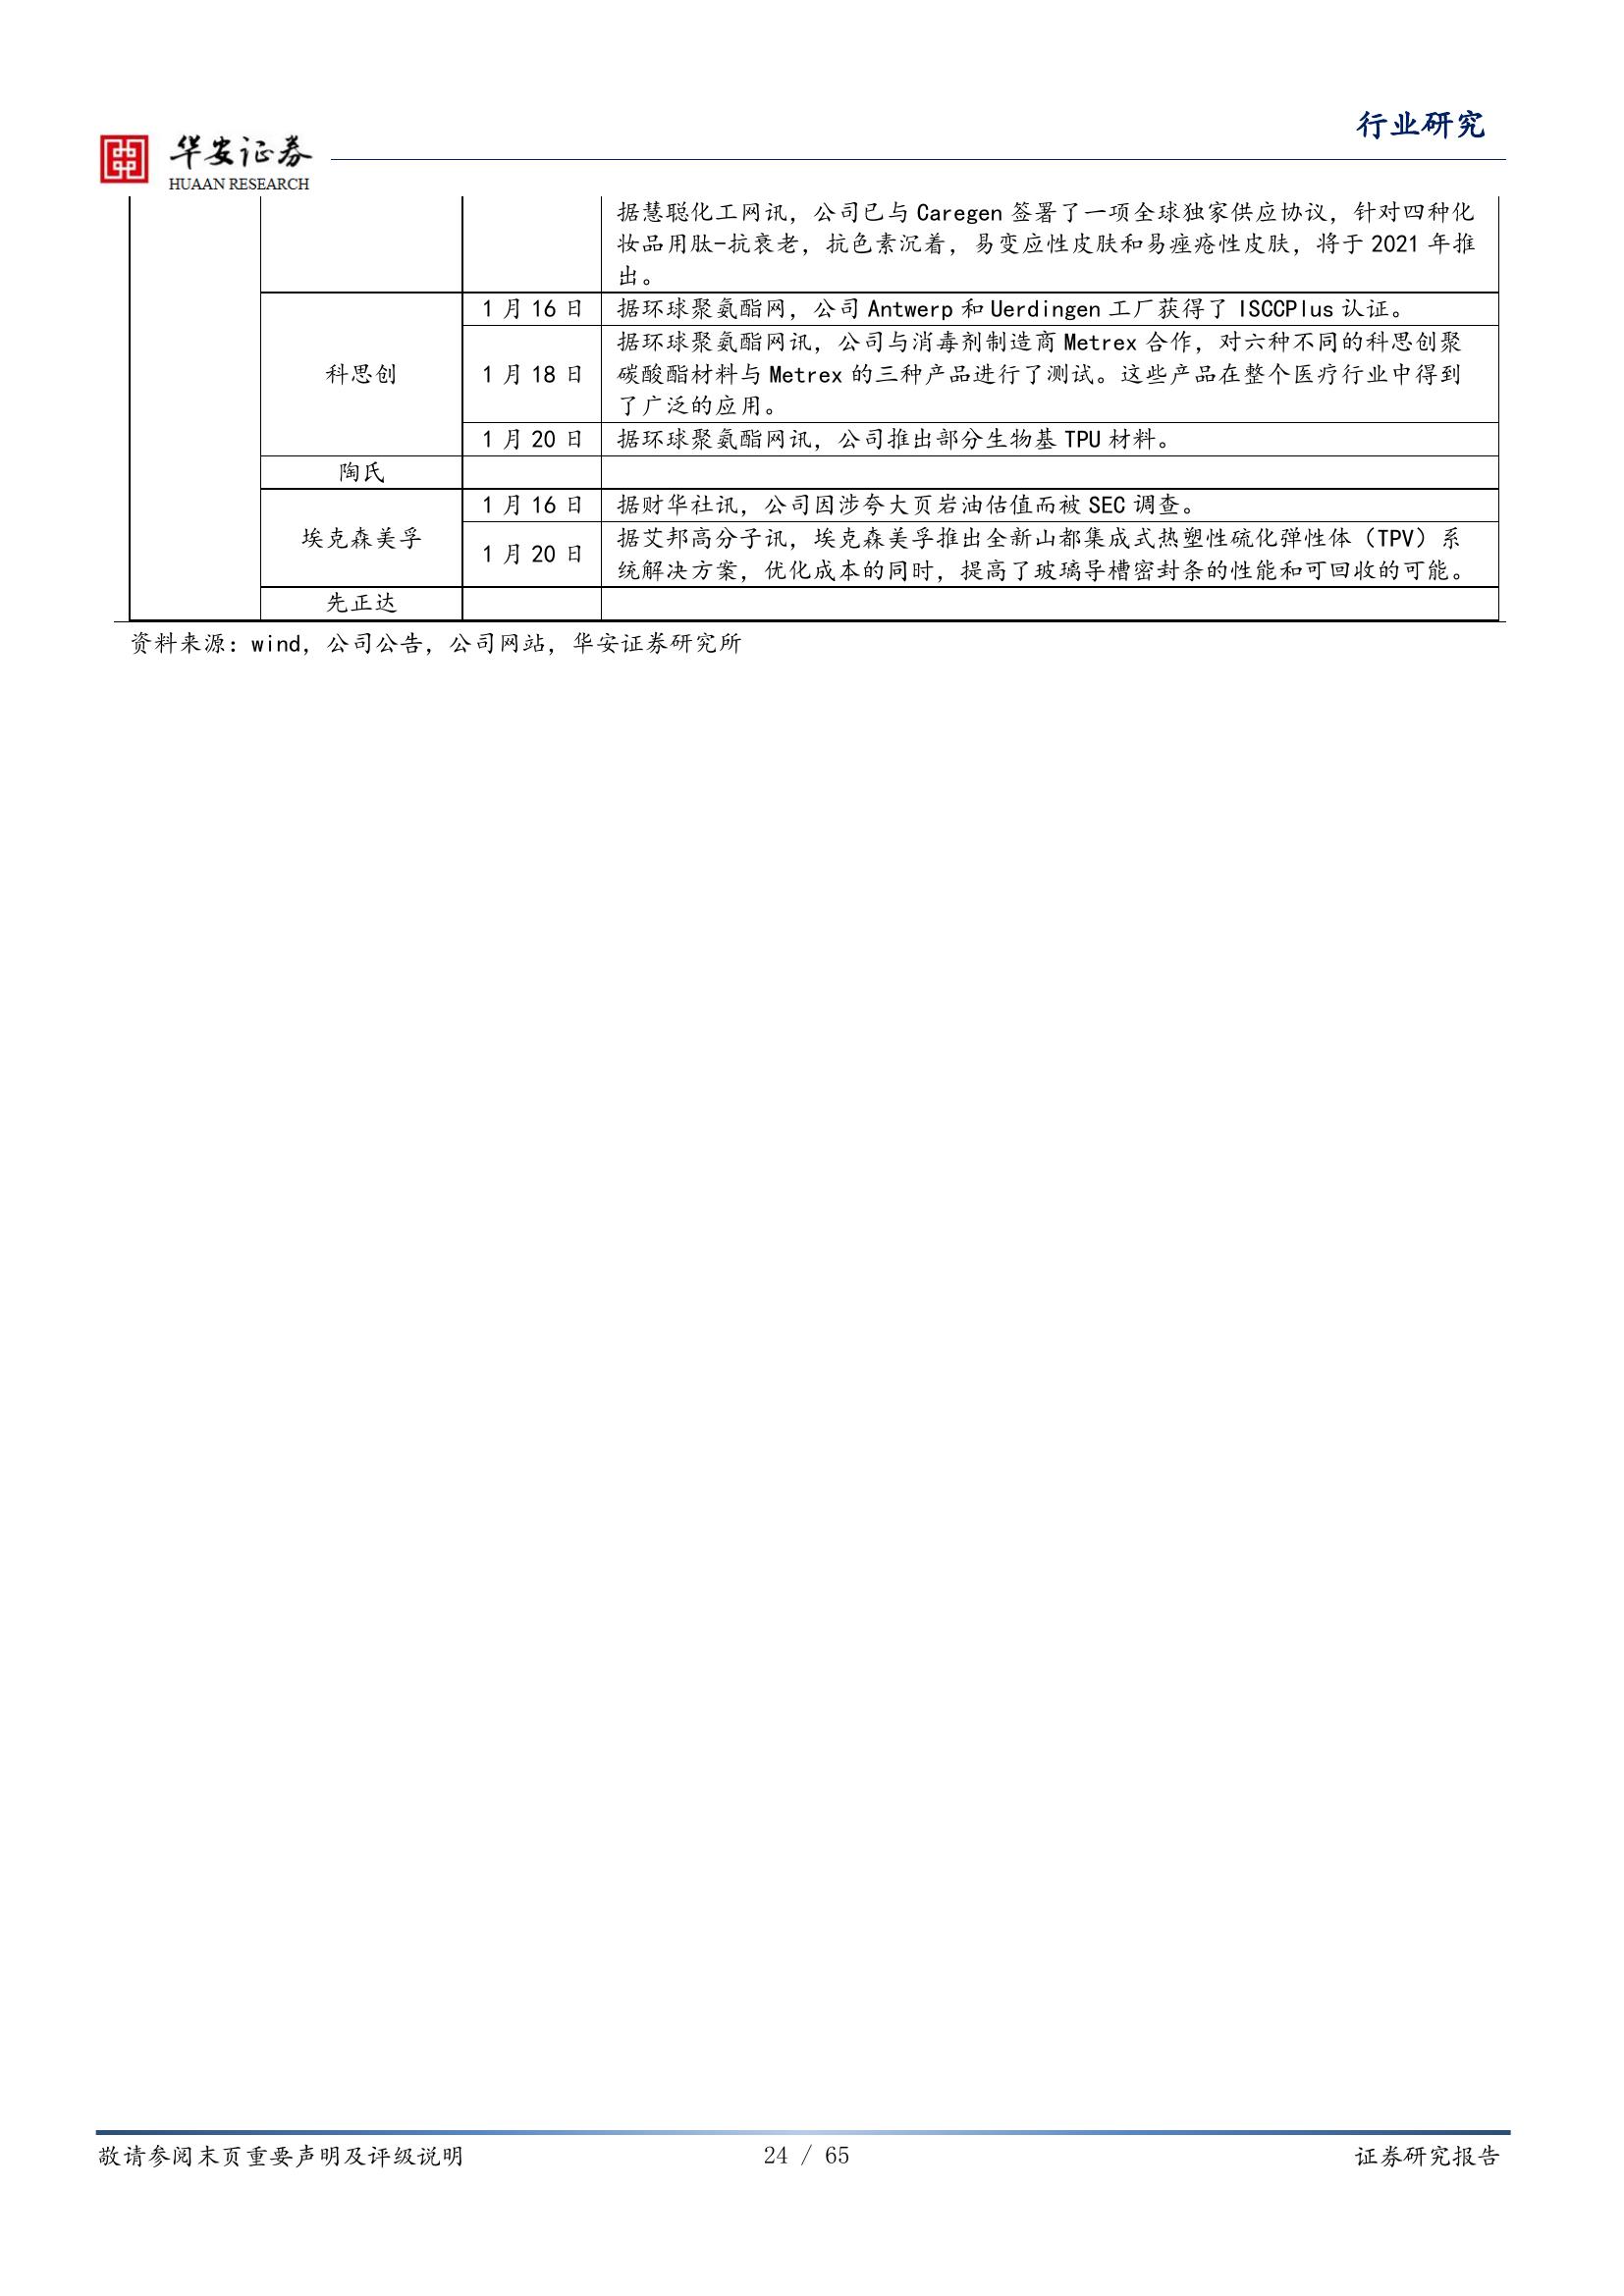 行业研究
华安证券
HUAAN RESEARCH
据慧聪化工网讯，公司已与 Caregen 签署了一项全球独家供应协议，针对四种化
妆品用肽-抗衰老，抗色素沉着，易变应性皮肤和易痤疮性皮肤，将于 2021 年推
出。
科思创
1 月 16 日
据环球聚氨酯网，公司 Antwerp 和 Uerdingen 工厂获得了 ISCCPlus 认证。
1 月 18 日
据环球聚氨酯网讯，公司与消毒剂制造商 Metrex 合作，对六种不同的科思创聚
碳酸酯材料与 Metrex 的三种产品进行了测试。这些产品在整个医疗行业中得到
了广泛的应用。
1 月 20 日
据环球聚氨酯网讯，公司推出部分生物基 TPU 材料。
陶氏
埃克森美孚
1 月 16 日
据财华社讯，公司因涉夸大页岩油估值而被 SEC 调查。
1 月 20 日
据艾邦高分子讯，埃克森美孚推出全新山都集成式热塑性硫化弹性体（TPV）系
统解决方案，优化成本的同时，提高了玻璃导槽密封条的性能和可回收的可能。
先正达
资料来源：wind，公司公告，公司网站，华安证券研究所
敬请参阅末页重要声明及评级说明
24 / 65
证券研究报告